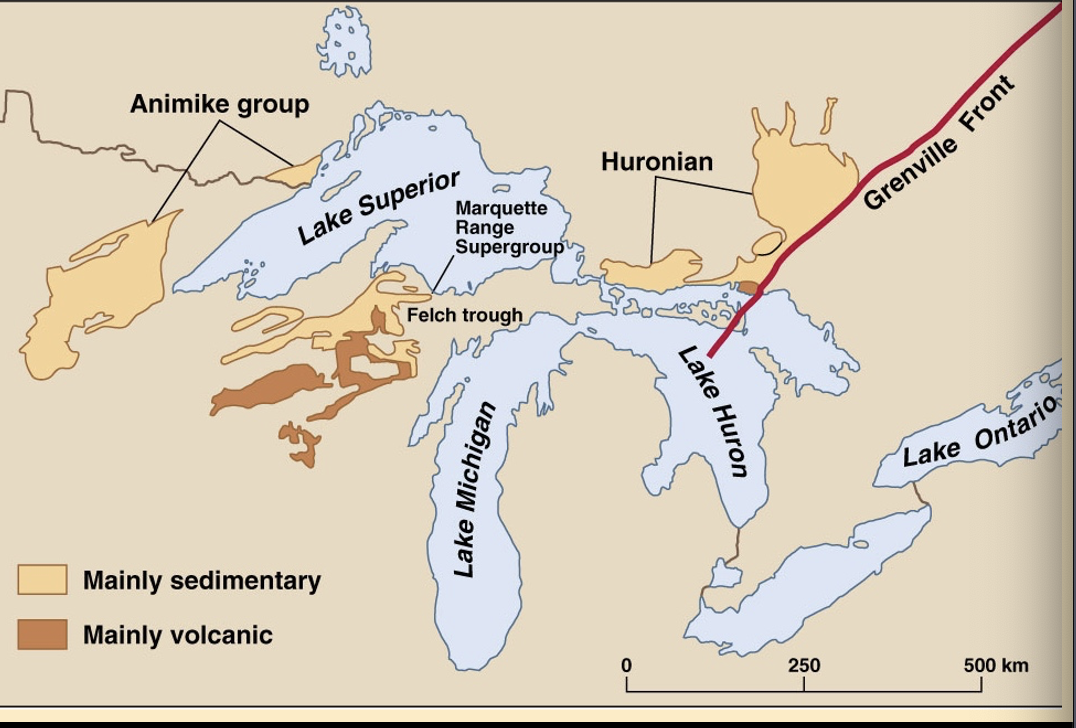 Animike group
Huronian
Grenville Front
Lake Superior
Marquette
Range
Supergroup
Felch trough
Lake Michigan
Lake Huron
Lake Ontario
Mainly sedimentary
Mainly volcanic
0 250 500 km